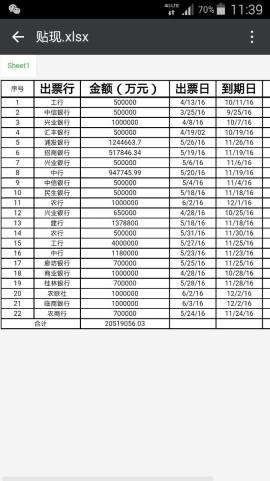 4GLTE 70% 11:39
贴现.xlsx
Sheet1
序号 出票行 金额（万元） 出票日 到期日
1 工行 500000 4/13/16 10/11/16
2 中信银行 500000 3/25/16 9/25/16
3 兴业银行 1000000 4/8/16 10/7/16
4 汇丰银行 500000 4/19/02 10/19/16
5 浦发银行 1244663.7 5/26/16 11/26/16
6 招商银行 517846.34 5/19/16 11/19/16
7 兴业银行 500000 5/6/16 11/6/16
8 中行 947745.99 5/20/16 11/19/16
9 中信银行 500000 5/4/16 11/4/16
10 民生银行 500000 5/18/16 11/18/16
11 农行 1000000 6/2/16 12/1/16
12 兴业银行 650000 4/28/16 10/25/16
13 建行 1378800 5/18/16 11/18/16
14 农行 500000 5/31/16 11/30/16
15 工行 4000000 5/27/16 11/25/16
16 中行 1180000 5/23/16 11/23/16
17 廊坊银行 700000 5/25/16 11/25/16
18 商业银行 1000000 4/28/16 10/28/16
19 桂林银行 700000 5/28/16 11/28/16
20 农联社 1000000 6/2/16 12/2/16
21 临商银行 1000000 6/3/16 12/2/16
22 农商行 700000 5/24/16 11/24/16
合计 20519056.03